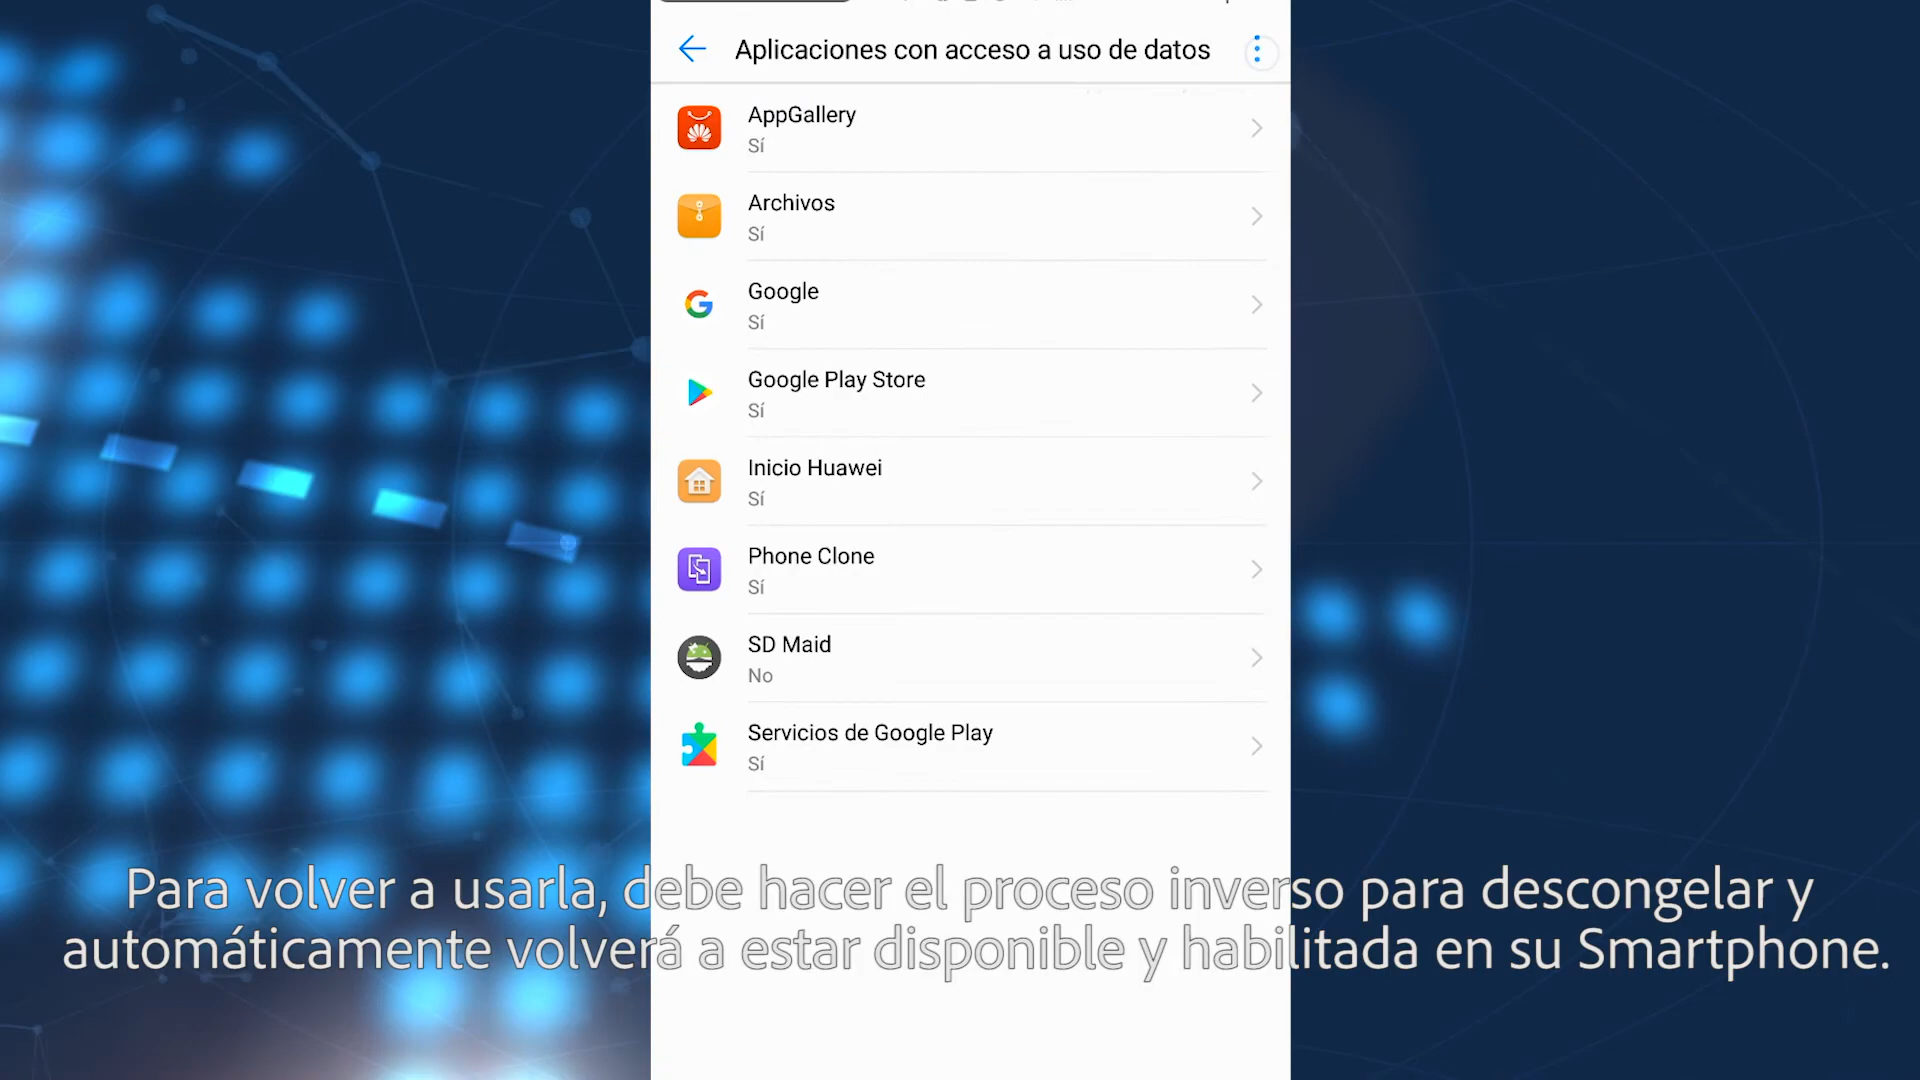 Aplicaciones con acceso a uso de datos
AppGallery
Sí
Archivos
Sí
Google
Sí
Google Play Store
Sí
Inicio Huawei
Sí
Phone Clone
Sí
SD Maid
No
Servicios de Google Play
Sí
Para volver a usarla, debe hacer el proceso inverso para descongelar y
automáticamente volverá a estar disponible y habilitada en su Smartphone.